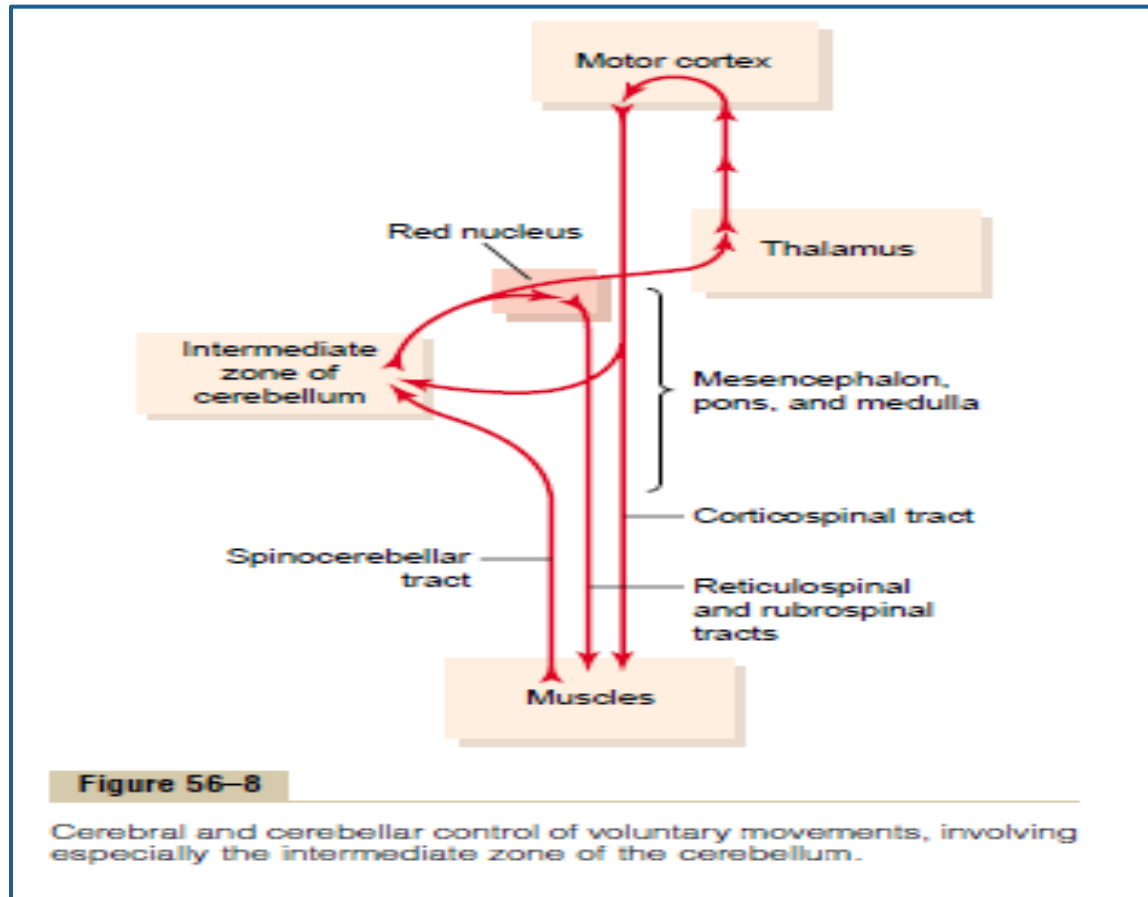 Motor cortex
Red nucleus
Thalamus
Intermediate
zone of
cerebellum
Mesencephalon,
pons, and medulla
Corticospinal tract
Spinocerebellar
tract
Reticulospinal
and rubrospinal
tracts
Muscles
Figure 56–8
Cerebral and cerebellar control of voluntary movements, involving
especially the intermediate zone of the cerebellum.